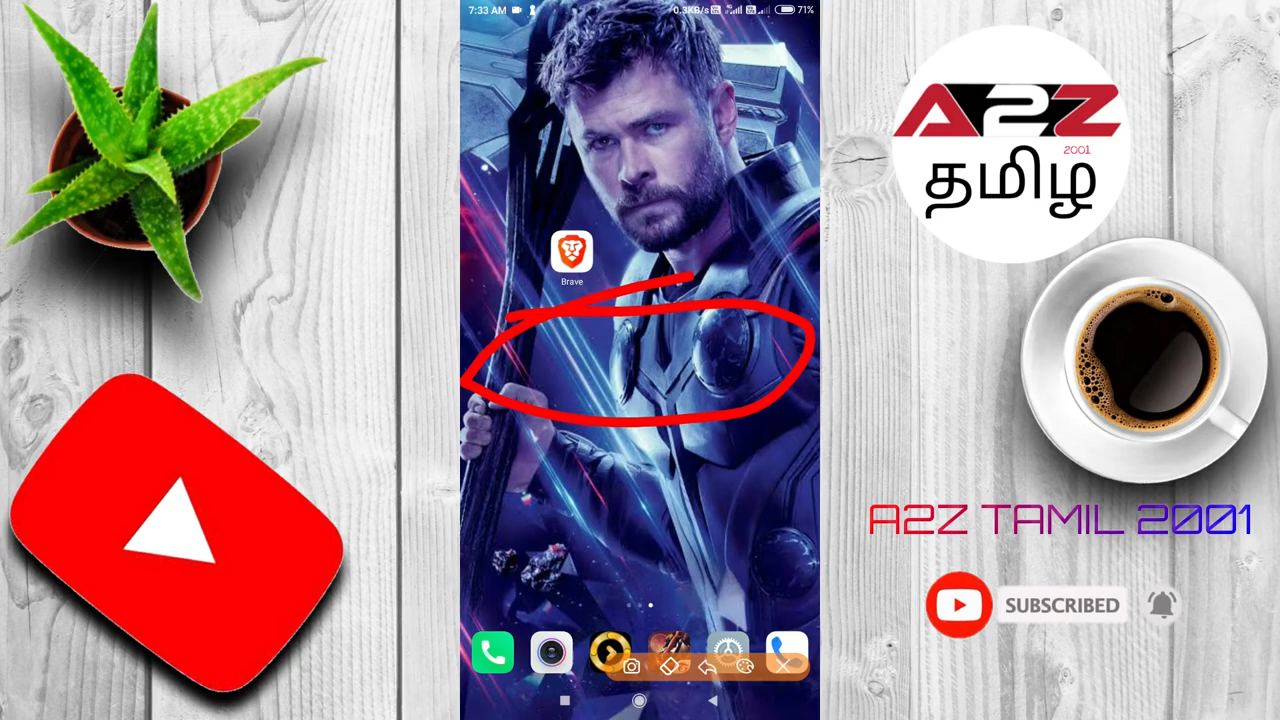 7:33 AM
0.3KB/s
71%
Brave
A2Z
2001
தமிழ்
A2Z TAMIL 2001
SUBSCRIBED